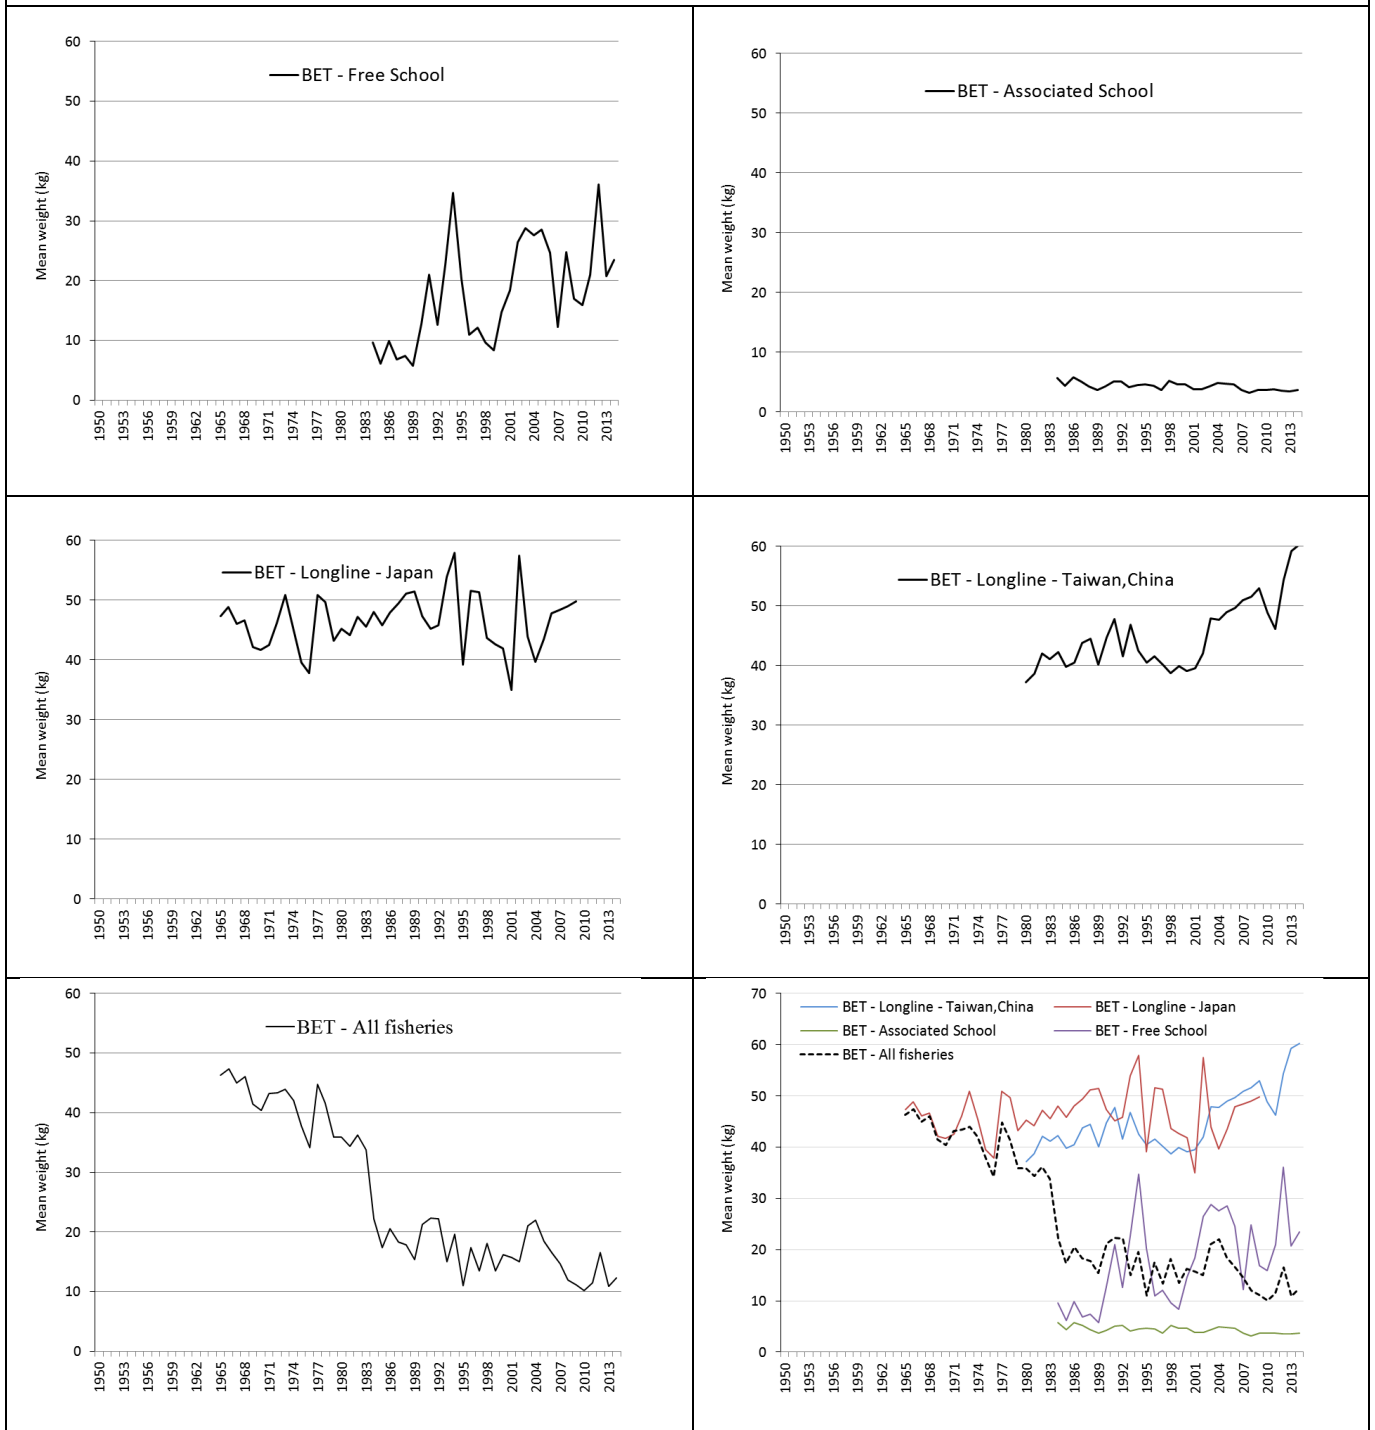 BET - Free School
Mean weight (kg)
60
50
40
30
20
10
0
1950 1953 1956 1959 1962 1965 1968 1971 1974 1977 1980 1983 1986 1989 1992 1995 1998 2001 2004 2007 2010 2013
BET - Associated School
Mean weight (kg)
60
50
40
30
20
10
0
1950 1953 1956 1959 1962 1965 1968 1971 1974 1977 1980 1983 1986 1989 1992 1995 1998 2001 2004 2007 2010 2013
BET - Longline - Japan
Mean weight (kg)
60
50
40
30
20
10
0
1950 1953 1956 1959 1962 1965 1968 1971 1974 1977 1980 1983 1986 1989 1992 1995 1998 2001 2004 2007 2010 2013
BET - Longline - Taiwan,China
Mean weight (kg)
60
50
40
30
20
10
0
1950 1953 1956 1959 1962 1965 1968 1971 1974 1977 1980 1983 1986 1989 1992 1995 1998 2001 2004 2007 2010 2013
BET - All fisheries
Mean weight (kg)
60
50
40
30
20
10
0
1950 1953 1956 1959 1962 1965 1968 1971 1974 1977 1980 1983 1986 1989 1992 1995 1998 2001 2004 2007 2010 2013
BET - Longline - Taiwan,China BET - Longline - Japan
BET - Associated School BET - Free School
BET - All fisheries
Mean weight (kg)
70
60
50
40
30
20
10
0
1950 1953 1956 1959 1962 1965 1968 1971 1974 1977 1980 1983 1986 1989 1992 1995 1998 2001 2004 2007 2010 2013